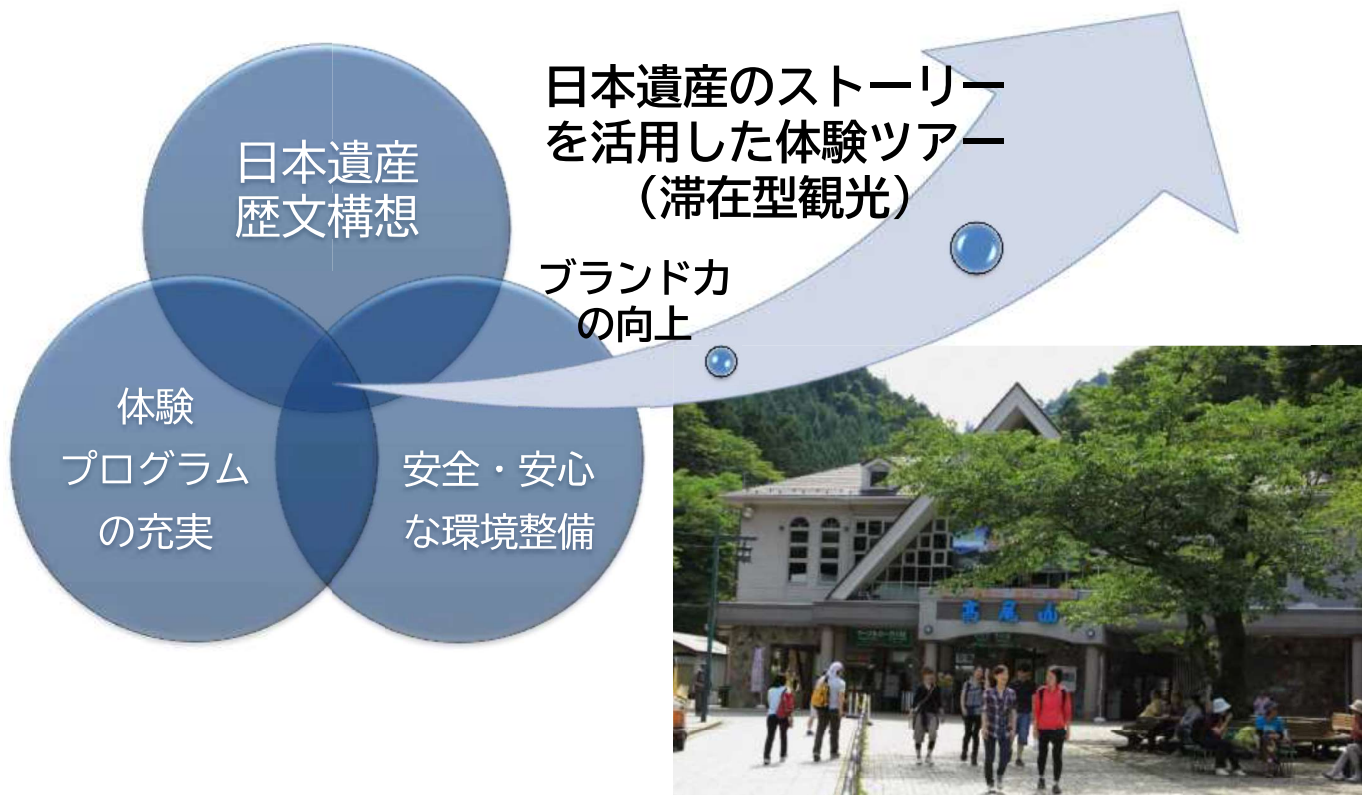 日本遺産のストーリー
を活用した体験ツアー
（滞在型観光）
日本遺産
歴文構想
ブランド力
の向上
体験
プログラム
の充実
安全・安心
な環境整備
高尾山